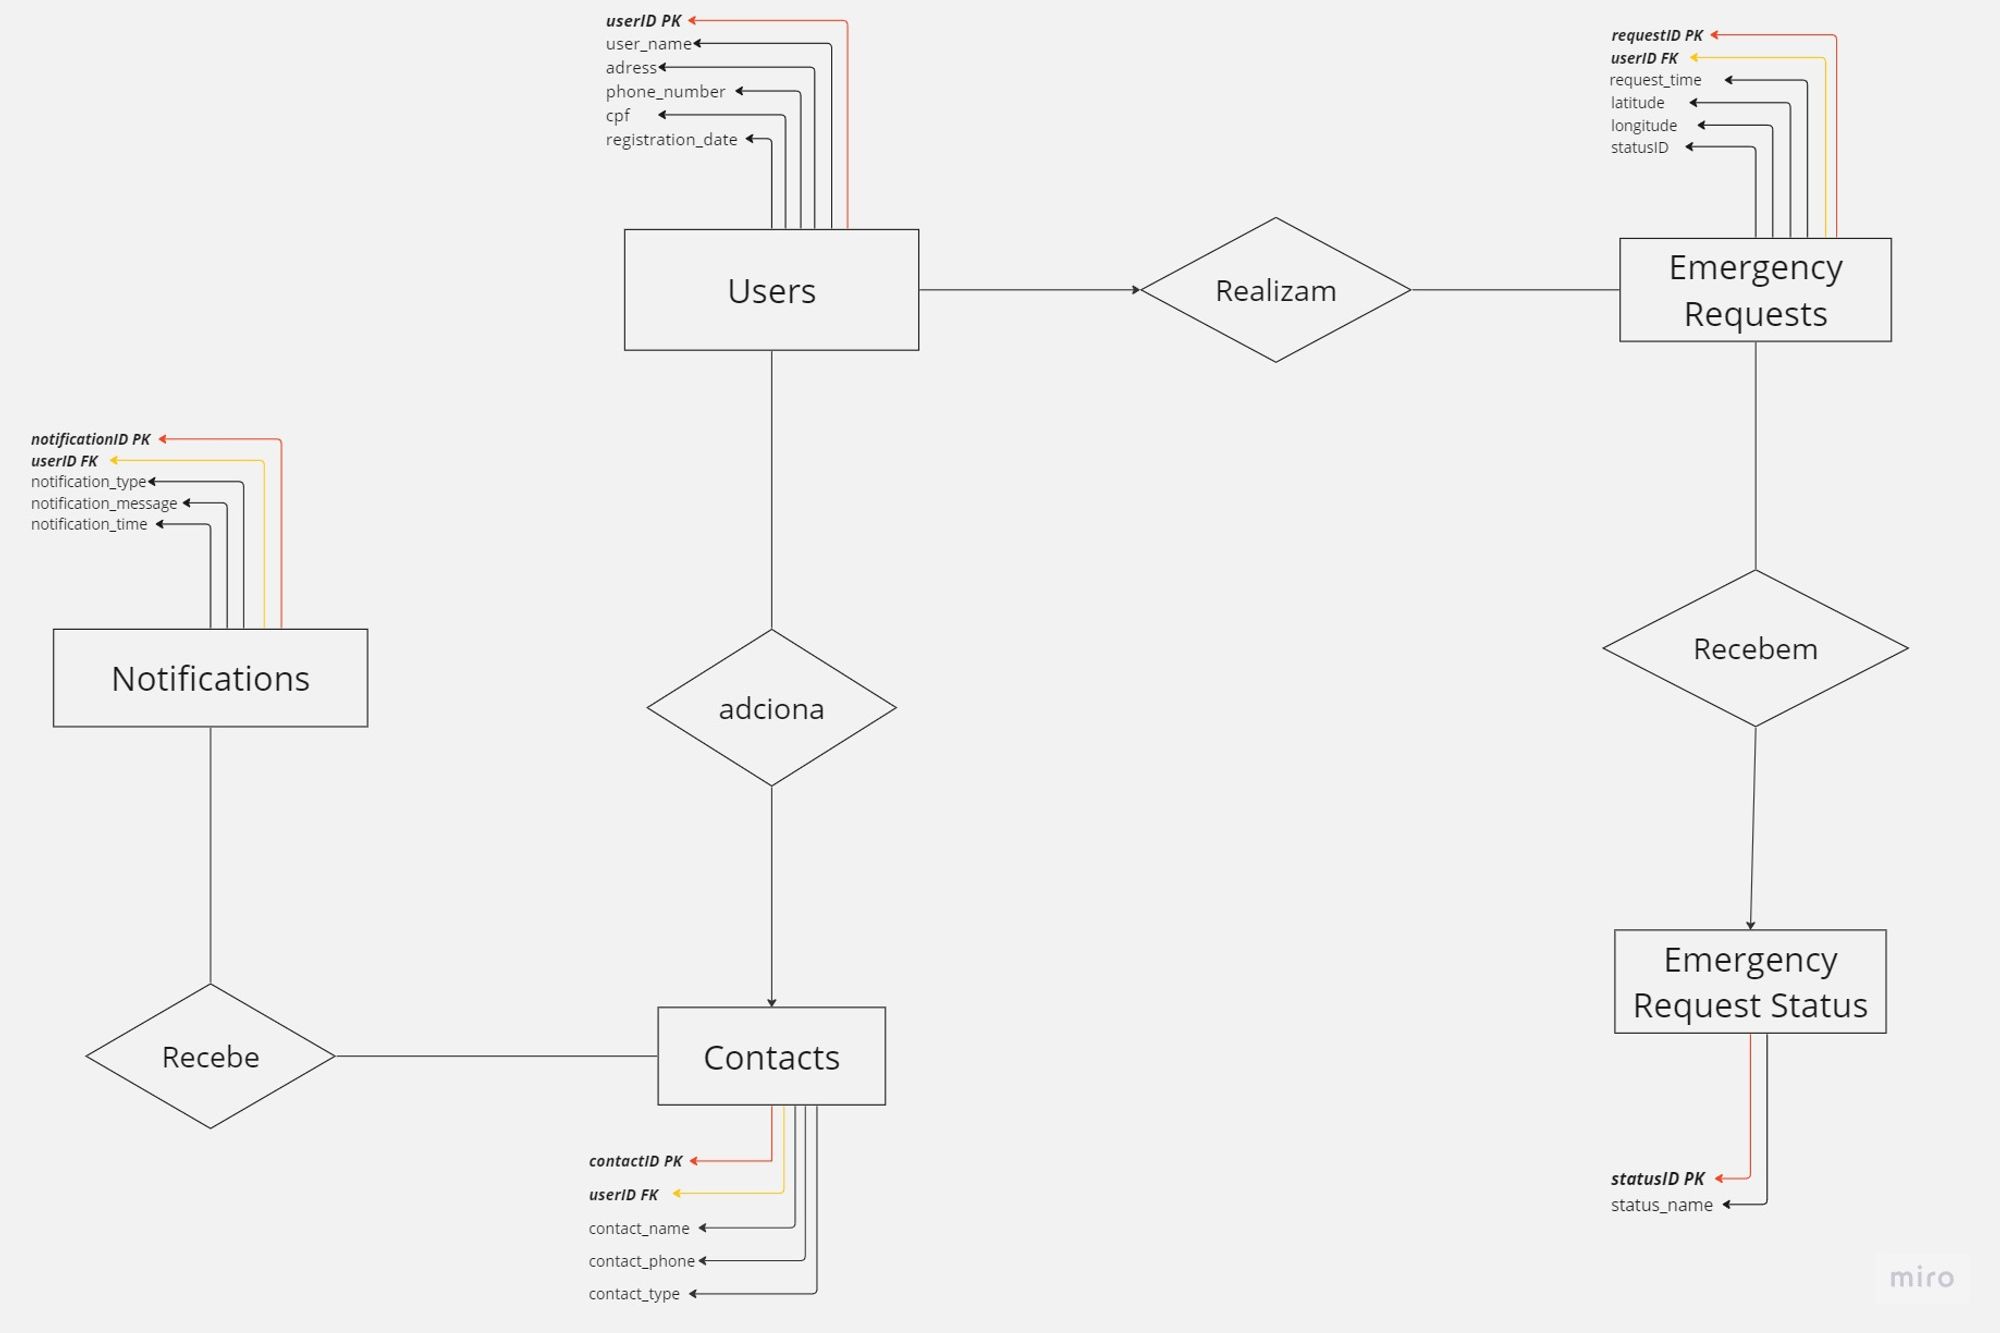 userID PK
user_name
adress
phone_number
cpf
registration_date
requestID PK
userID FK
request_time
latitude
longitude
statusID
Users
Realizam
Emergency
Requests
notificationID PK
userID FK
notification_type
notification_message
notification_time
Notifications
adciona
Recebem
Recebe
Contacts
Emergency
Request Status
contactID PK
userID FK
contact_name
contact_phone
contact_type
statusID PK
status_name
miro